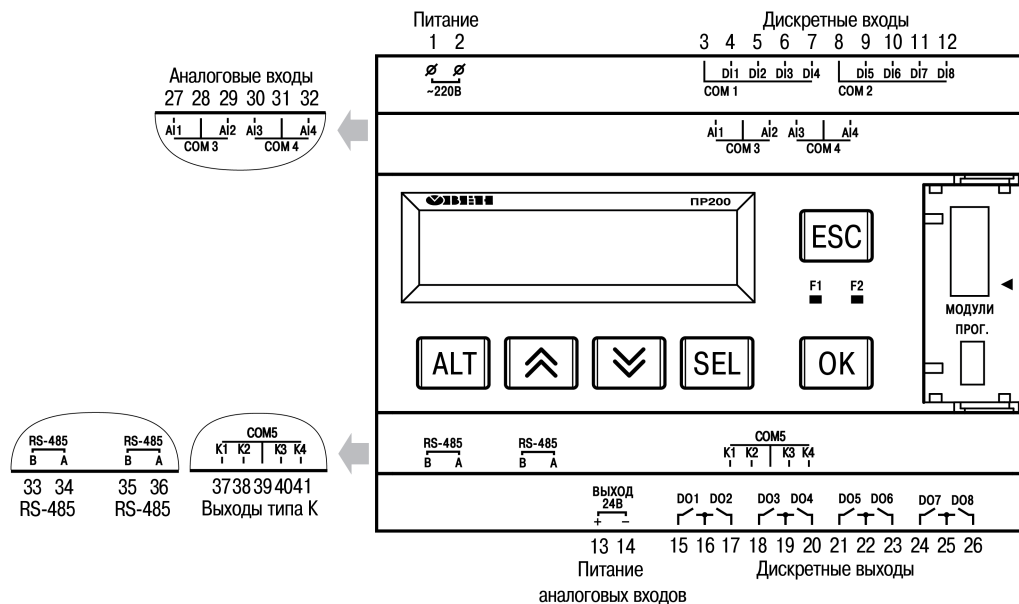 Питание
1 2
~220В
Дискретные входы
3 4 5 6 7 8 9 10 11 12
DI1 DI2 DI3 DI4 DI5 DI6 DI7 DI8
COM 1 COM 2
Аналоговые входы
27 28 29 30 31 32
AI1 AI2 AI3 AI4
COM 3 COM 4
AI1 AI2 AI3 AI4
COM 3 COM 4
ОВЕН ПР200
ESC
F1 F2
МОДУЛИ
ПРОГ.
ALT SEL OK
RS-485 RS-485
B A B A
33 34 35 36
RS-485 RS-485
COM5
K1 K2 K3 K4
37 38 39 40 41
Выходы типа К
RS-485 RS-485
B A B A
COM5
K1 K2 K3 K4
ВЫХОД
24В
+ −
13 14
Питание
аналоговых входов
DO1 DO2 DO3 DO4 DO5 DO6 DO7 DO8
15 16 17 18 19 20 21 22 23 24 25 26
Дискретные выходы